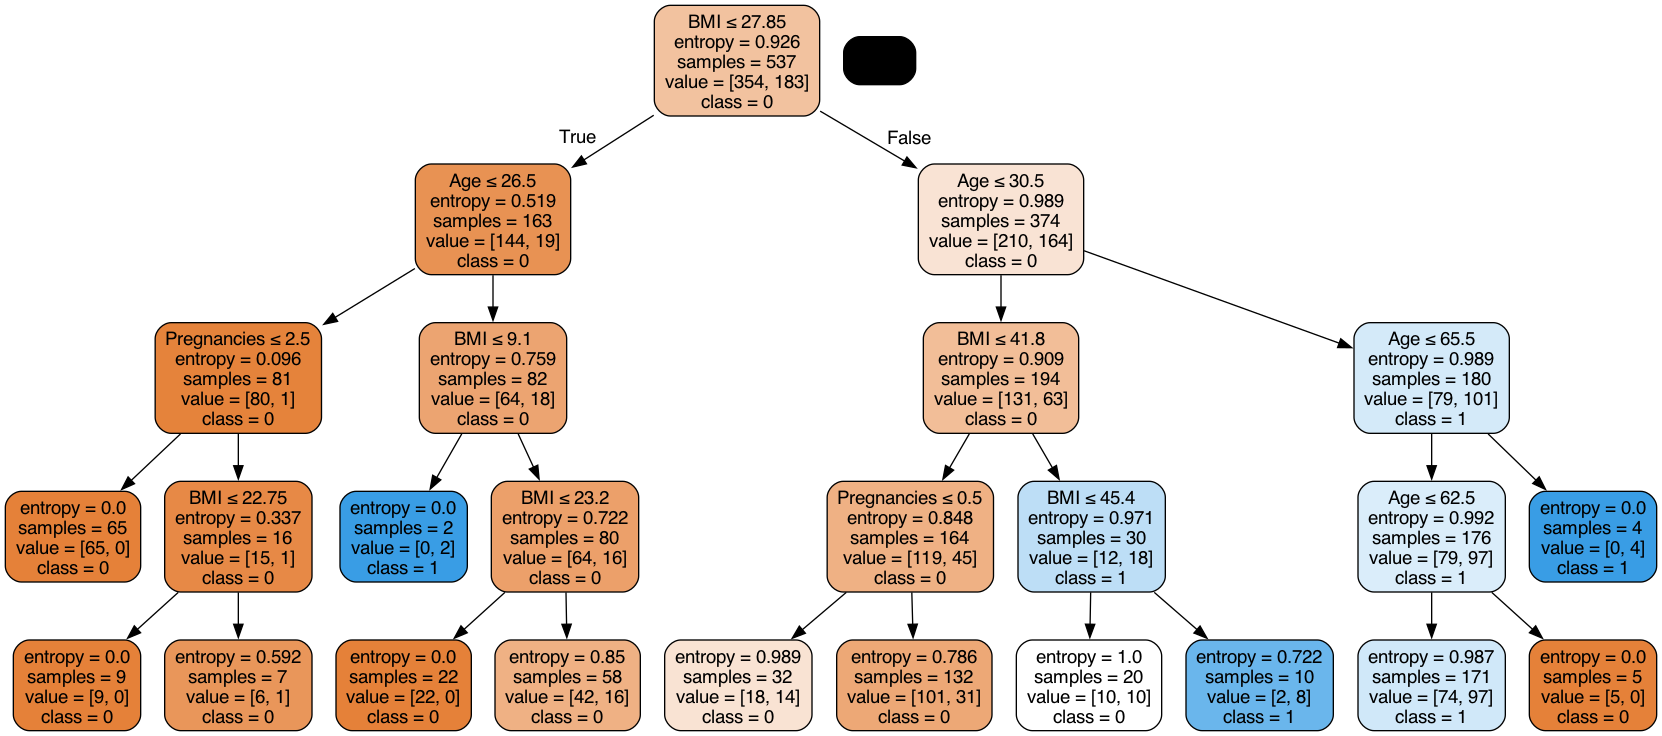 BMI ≤ 27.85
entropy = 0.926
samples = 537
value = [354, 183]
class = 0
True
False
Age ≤ 26.5
entropy = 0.519
samples = 163
value = [144, 19]
class = 0
Age ≤ 30.5
entropy = 0.989
samples = 374
value = [210, 164]
class = 0
Pregnancies ≤ 2.5
entropy = 0.096
samples = 81
value = [80, 1]
class = 0
BMI ≤ 9.1
entropy = 0.759
samples = 82
value = [64, 18]
class = 0
BMI ≤ 41.8
entropy = 0.909
samples = 194
value = [131, 63]
class = 0
Age ≤ 65.5
entropy = 0.989
samples = 180
value = [79, 101]
class = 1
entropy = 0.0
samples = 65
value = [65, 0]
class = 0
BMI ≤ 22.75
entropy = 0.337
samples = 16
value = [15, 1]
class = 0
entropy = 0.0
samples = 2
value = [0, 2]
class = 1
BMI ≤ 23.2
entropy = 0.722
samples = 80
value = [64, 16]
class = 0
Pregnancies ≤ 0.5
entropy = 0.848
samples = 164
value = [119, 45]
class = 0
BMI ≤ 45.4
entropy = 0.971
samples = 30
value = [12, 18]
class = 1
Age ≤ 62.5
entropy = 0.992
samples = 176
value = [79, 97]
class = 1
entropy = 0.0
samples = 4
value = [0, 4]
class = 1
entropy = 0.0
samples = 9
value = [9, 0]
class = 0
entropy = 0.592
samples = 7
value = [6, 1]
class = 0
entropy = 0.0
samples = 22
value = [22, 0]
class = 0
entropy = 0.85
samples = 58
value = [42, 16]
class = 0
entropy = 0.989
samples = 32
value = [18, 14]
class = 0
entropy = 0.786
samples = 132
value = [101, 31]
class = 0
entropy = 1.0
samples = 20
value = [10, 10]
class = 0
entropy = 0.722
samples = 10
value = [2, 8]
class = 1
entropy = 0.987
samples = 171
value = [74, 97]
class = 1
entropy = 0.0
samples = 5
value = [5, 0]
class = 0